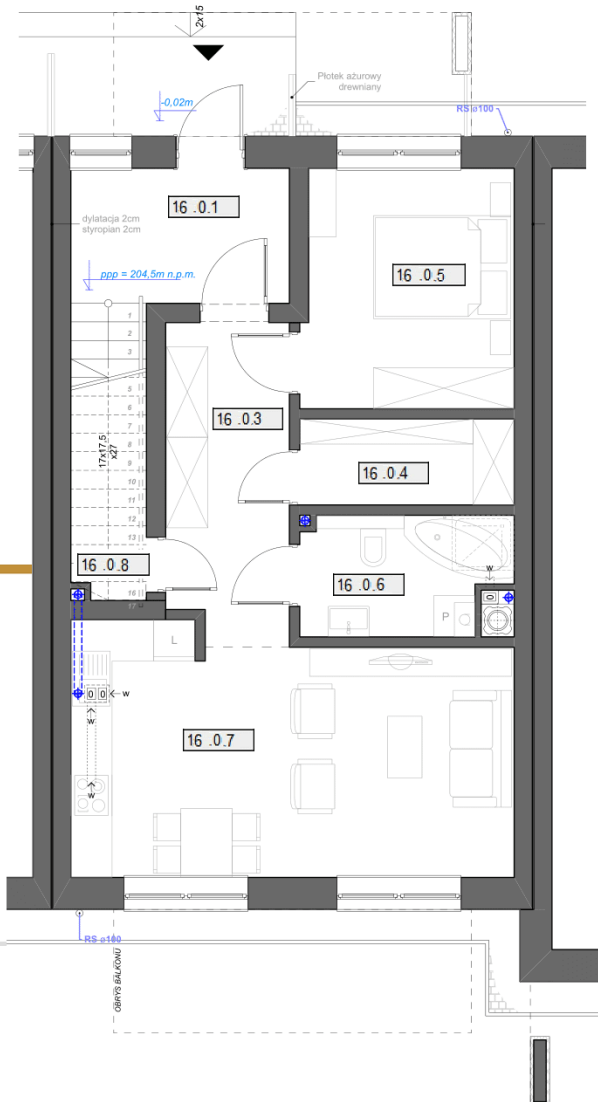 2x15
Płotek ażurowy
drewniany
-0,02m
RS ø100
16 .0.1
dylatacja 2cm
styropian 2cm
ppp = 204,5m n.p.m.
16 .0.5
1
2
3
5
6
7
8
9
10
11
12
13
16
17
17x17,5
x27
16 .0.3
16 .0.4
16 .0.8
16 .0.6
w
P
L
0 0
w
w
w
16 .0.7
RS ø100
OBRYS BALKONU